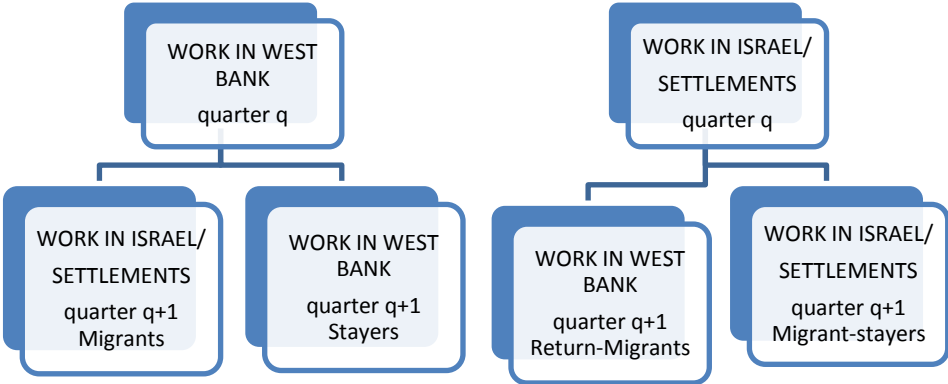 WORK IN WEST
BANK
quarter q
WORK IN ISRAEL/
SETTLEMENTS
quarter q
WORK IN ISRAEL/
SETTLEMENTS
quarter q+1
Migrants
WORK IN WEST
BANK
quarter q+1
Stayers
WORK IN WEST
BANK
quarter q+1
Return-Migrants
WORK IN ISRAEL/
SETTLEMENTS
quarter q+1
Migrant-stayers